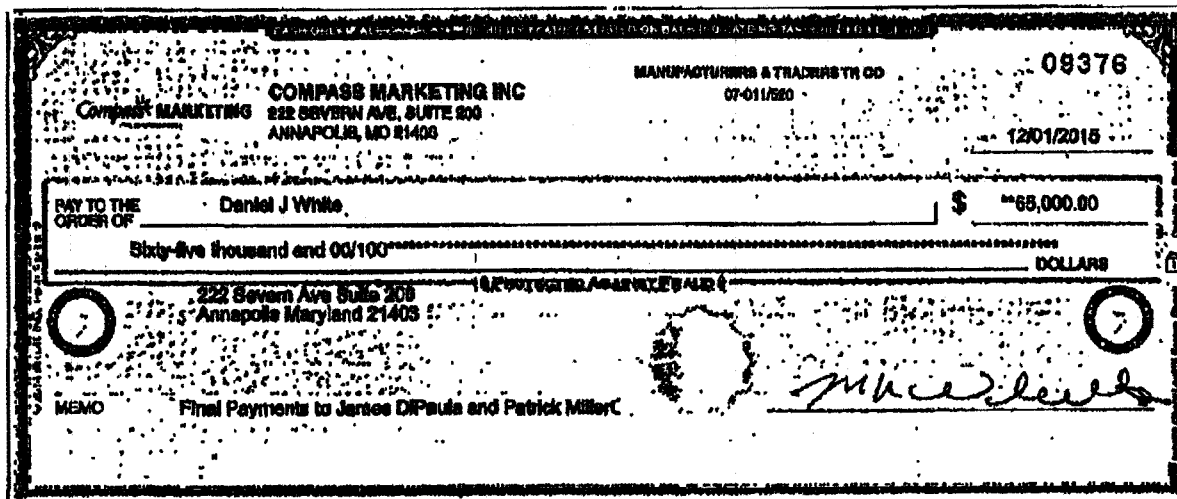 COMPASS MARKETING INC
MANUFACTURERS & TRADERS TR CO
09376
Compass MARKETING
222 SEVERN AVE, SUITE 200
07-011/520
ANNAPOLIS, MD 21403
12/01/2015
PAY TO THE
ORDER OF
Daniel J White
$ **65,000.00
Sixty-five thousand and 00/100
DOLLARS
222 Severn Ave Suite 200
Annapolis Maryland 21403
MEMO
Final Payments to James DiPaula and Patrick Miller